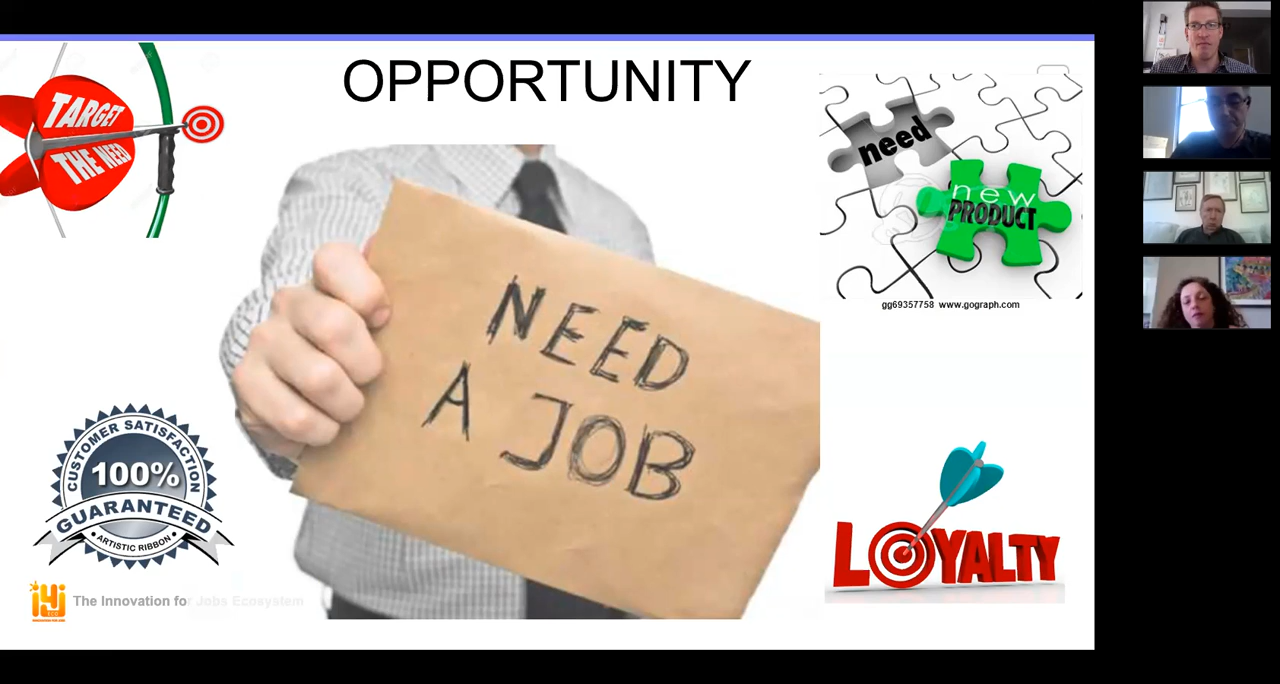 OPPORTUNITY
TARGET
THE NEED
need
new
PRODUCT
gg69357758 www.gograph.com
NEED
A JOB
CUSTOMER SATISFACTION
100%
GUARANTEED
• ARTISTIC RIBBON •
LOYALTY
i4j
The Innovation for Jobs Ecosystem